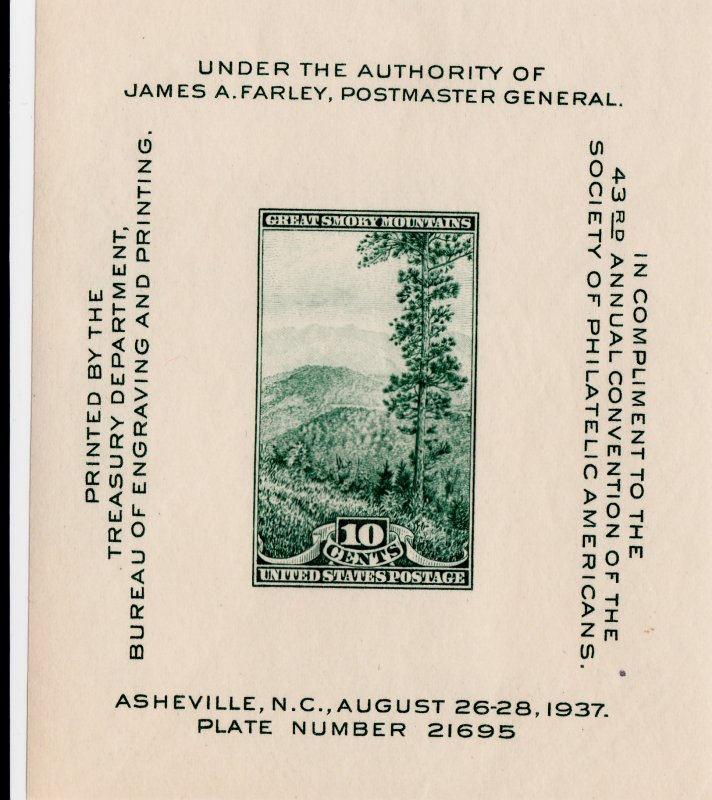 UNDER THE AUTHORITY OF
JAMES A. FARLEY, POSTMASTER GENERAL.
PRINTED BY THE
TREASURY DEPARTMENT,
BUREAU OF ENGRAVING AND PRINTING.
GREAT SMOKY MOUNTAINS
10
CENTS
UNITED STATES POSTAGE
IN COMPLIMENT TO THE
43RD ANNUAL CONVENTION OF THE
SOCIETY OF PHILATELIC AMERICANS.
ASHEVILLE, N.C., AUGUST 26-28, 1937.
PLATE NUMBER 21695